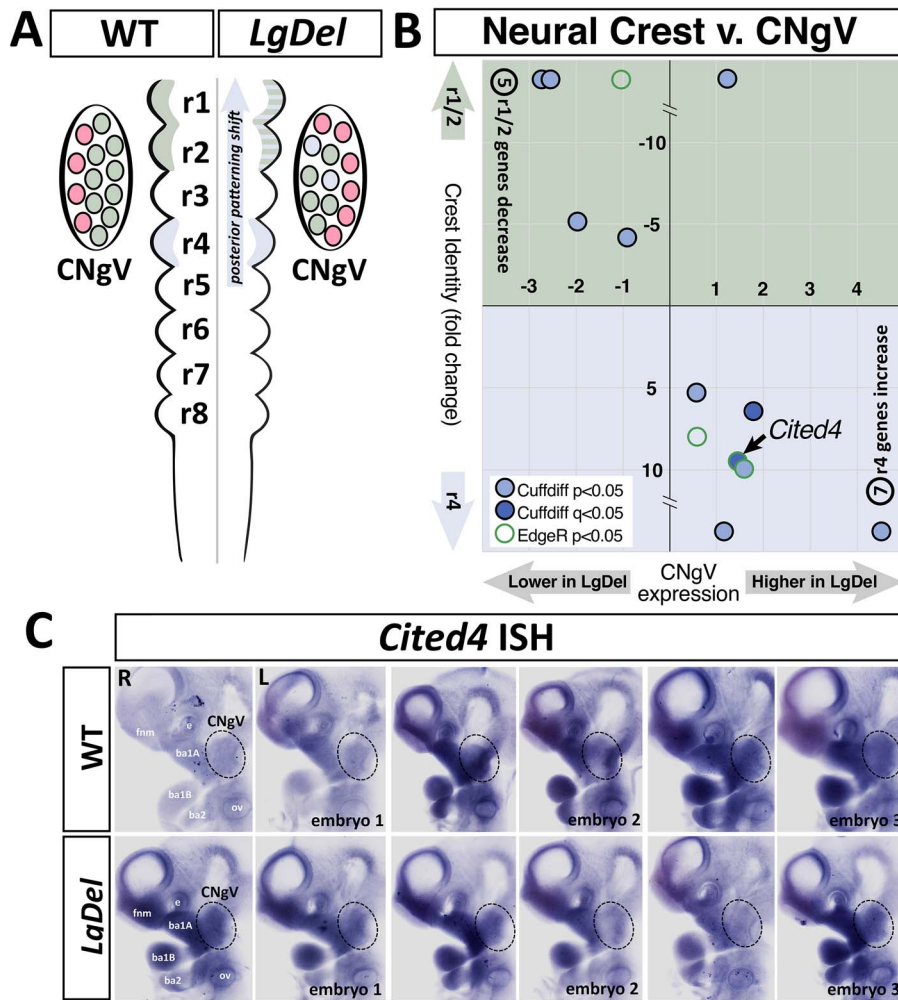 A
WT
LgDel
r1
r2
r3
r4
r5
r6
r7
r8
CNgV
CNgV
posterior patterning shift
B
Neural Crest v. CNgV
r1/2
5 r1/2 genes decrease
-10
-5
-3 -2 -1 1 2 3 4
Crest Identity (fold change)
5
10
Cited4
7 r4 genes increase
r4
Cuffdiff p<0.05
Cuffdiff q<0.05
EdgeR p<0.05
Lower in LgDel
CNgV
expression
Higher in LgDel
C
Cited4 ISH
WT
R
L
CNgV
fnm
e
ba1A
ba1B
ba2
ov
embryo 1
embryo 2
embryo 3
LaDel
CNgV
fnm
e
ba1A
ba1B
ba2
ov
embryo 1
embryo 2
embryo 3